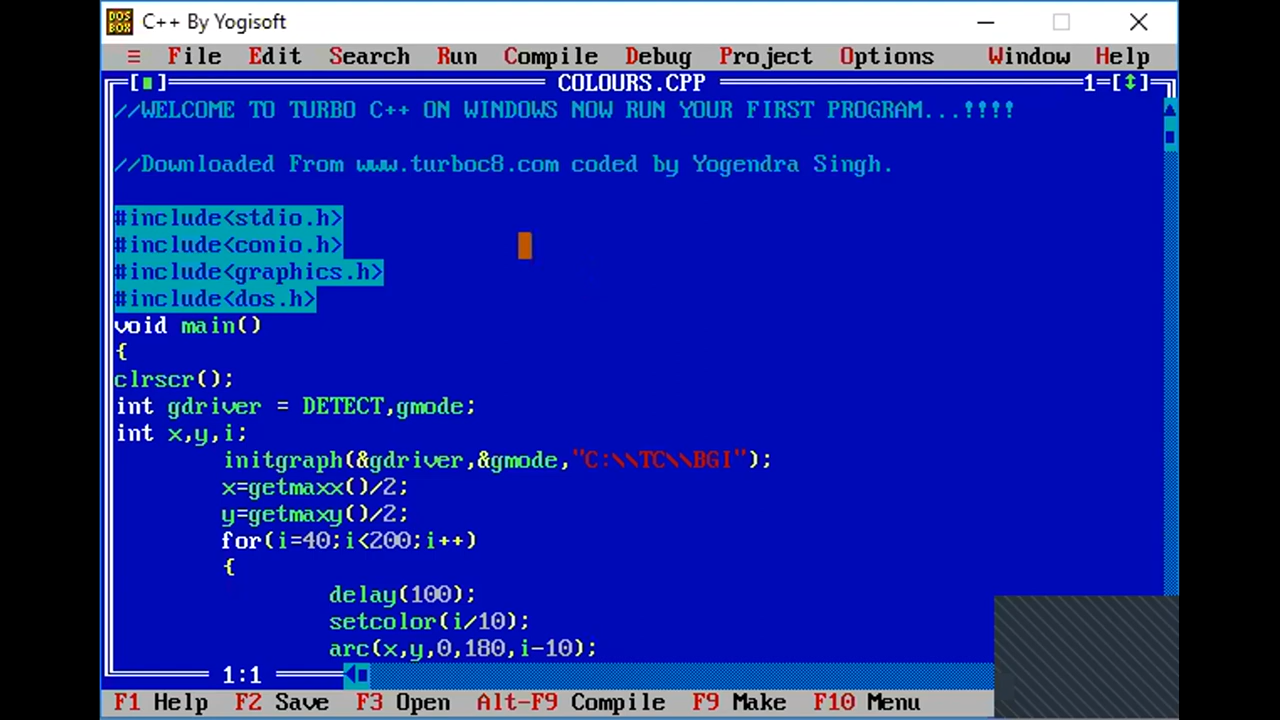 C++ By Yogisoft
≡ File Edit Search Run Compile Debug Project Options Window Help
[■] COLOURS.CPP 1=[↕]
//WELCOME TO TURBO C++ ON WINDOWS NOW RUN YOUR FIRST PROGRAM...!!!!
//Downloaded From www.turboc8.com coded by Yogendra Singh.
#include<stdio.h>
#include<conio.h>
#include<graphics.h>
#include<dos.h>
void main()
{
clrscr();
int gdriver = DETECT,gmode;
int x,y,i;
initgraph(&gdriver,&gmode,"C:\\TC\\BGI");
x=getmaxx()/2;
y=getmaxy()/2;
for(i=40;i<200;i++)
{
delay(100);
setcolor(i/10);
arc(x,y,0,180,i-10);
1:1
F1 Help F2 Save F3 Open Alt-F9 Compile F9 Make F10 Menu